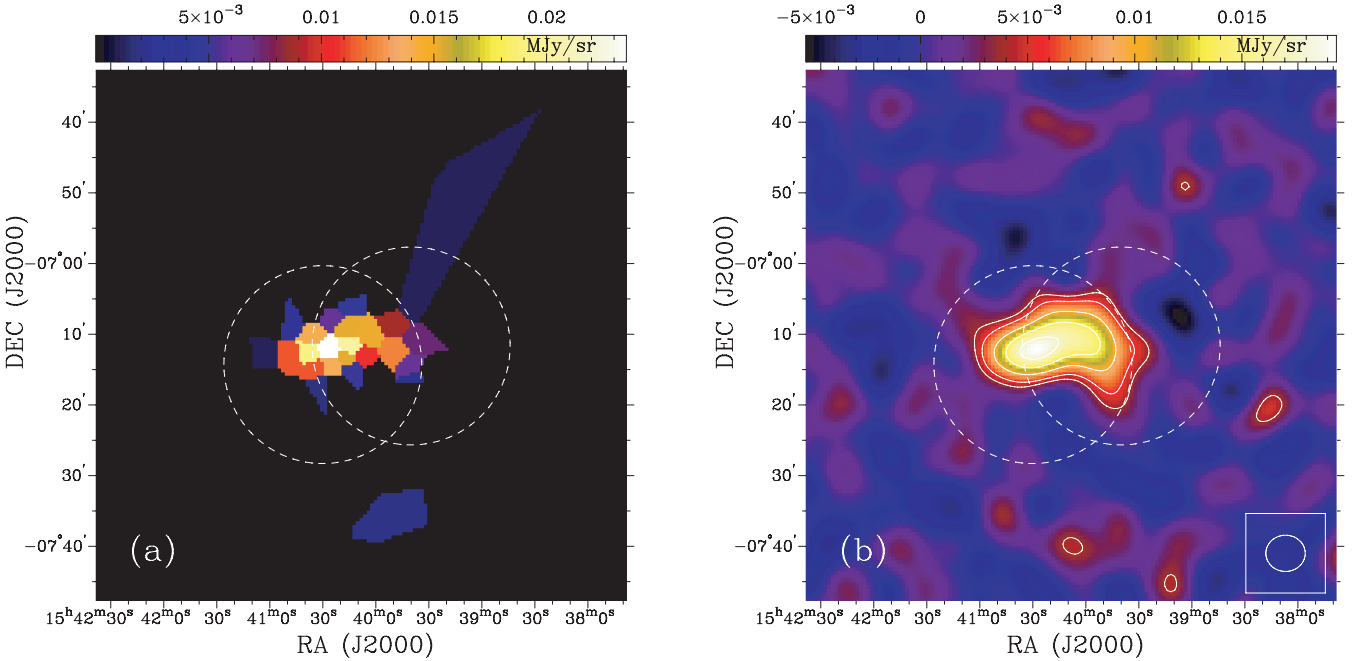 5×10⁻³ 0.01 0.015 0.02
MJy/sr
40′
50′
−07°00′
10′
20′
30′
−07°40′
DEC (J2000)
(a)
15ʰ42ᵐ30ˢ 42ᵐ0ˢ 30ˢ 41ᵐ0ˢ 30ˢ 40ᵐ0ˢ 30ˢ 39ᵐ0ˢ 30ˢ 38ᵐ0ˢ
RA (J2000)
−5×10⁻³ 0 5×10⁻³ 0.01 0.015
MJy/sr
40′
50′
−07°00′
10′
20′
30′
−07°40′
DEC (J2000)
(b)
15ʰ42ᵐ30ˢ 42ᵐ0ˢ 30ˢ 41ᵐ0ˢ 30ˢ 40ᵐ0ˢ 30ˢ 39ᵐ0ˢ 30ˢ 38ᵐ0ˢ
RA (J2000)